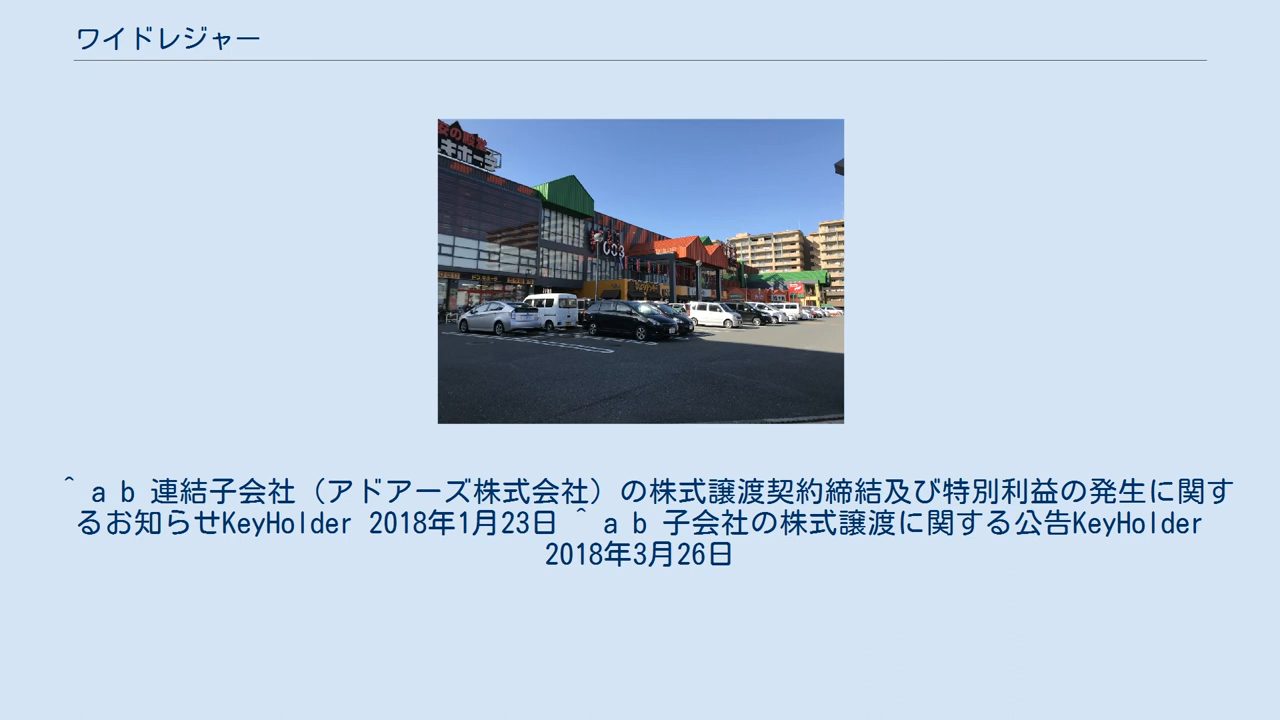 ワイドレジャー
キホーテ
^ a b 連結子会社（アドアーズ株式会社）の株式譲渡契約締結及び特別利益の発生に関す
るお知らせKeyHolder 2018年1月23日 ^ a b 子会社の株式譲渡に関する公告KeyHolder
2018年3月26日